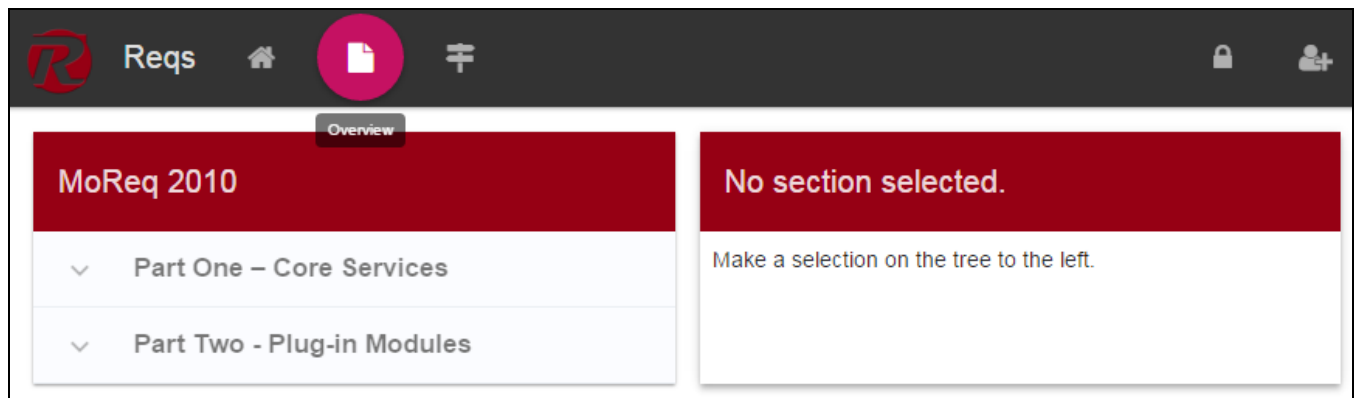 R Reqs
Overview
MoReq 2010
Part One – Core Services
Part Two - Plug-in Modules
No section selected.
Make a selection on the tree to the left.